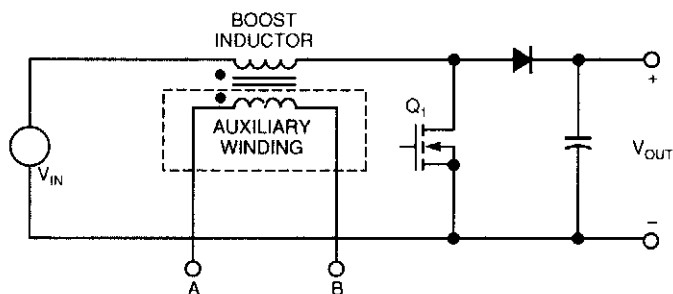 BOOST
INDUCTOR
AUXILIARY
WINDING
Q1
VIN
+
VOUT
−
A
B